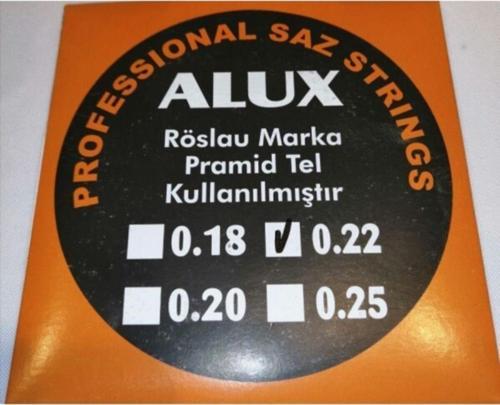 PROFESSIONAL SAZ STRINGS
ALUX
Röslau Marka
Pramid Tel
Kullanılmıştır
0.18 0.22
0.20 0.25